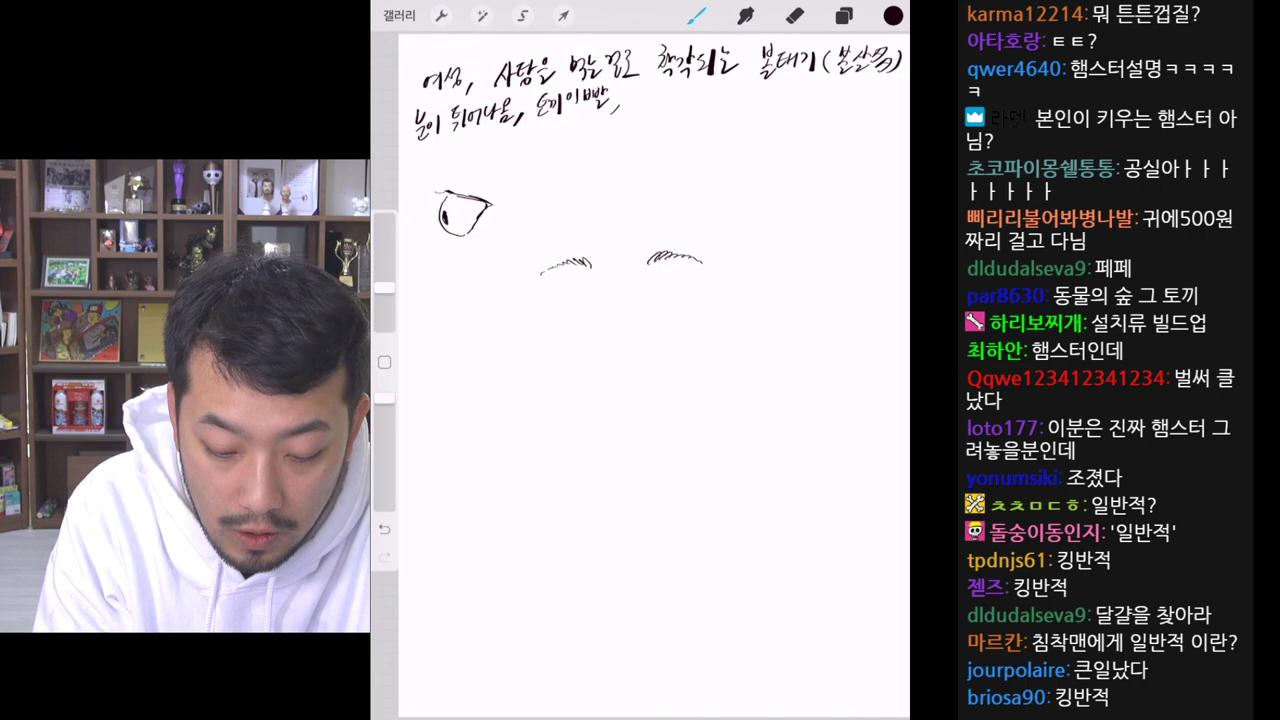 갤러리
여성, 사탕을 먹는걸로 착각되는 볼태기(볼살多)
눈이 튀어나옴, 토끼이빨,
karma12214: 뭐 튼튼껍질?
아타호랑: ㅌㅌ?
qwer4640: 햄스터설명ㅋㅋㅋㅋ
ㅋ
라뎃: 본인이 키우는 햄스터 아
님?
초코파이몽쉘통통: 공실아ㅏㅏㅏ
ㅏㅏㅏㅏㅏ
삐리리불어봐병나발: 귀에500원
짜리 걸고 다님
dldudalseva9: 페페
par8630: 동물의 숲 그 토끼
하리보찌개: 설치류 빌드업
최하안: 햄스터인데
Qqwe123412341234: 벌써 클
났다
loto177: 이분은 진짜 햄스터 그
려놓을분인데
yonumsiki: 조졌다
ㅊㅊㅁㄷㅎ: 일반적?
돌숭이동인지: '일반적'
tpdnjs61: 킹반적
젠즈: 킹반적
dldudalseva9: 달걀을 찾아라
마르칸: 침착맨에게 일반적 이란?
jourpolaire: 큰일났다
briosa90: 킹반적